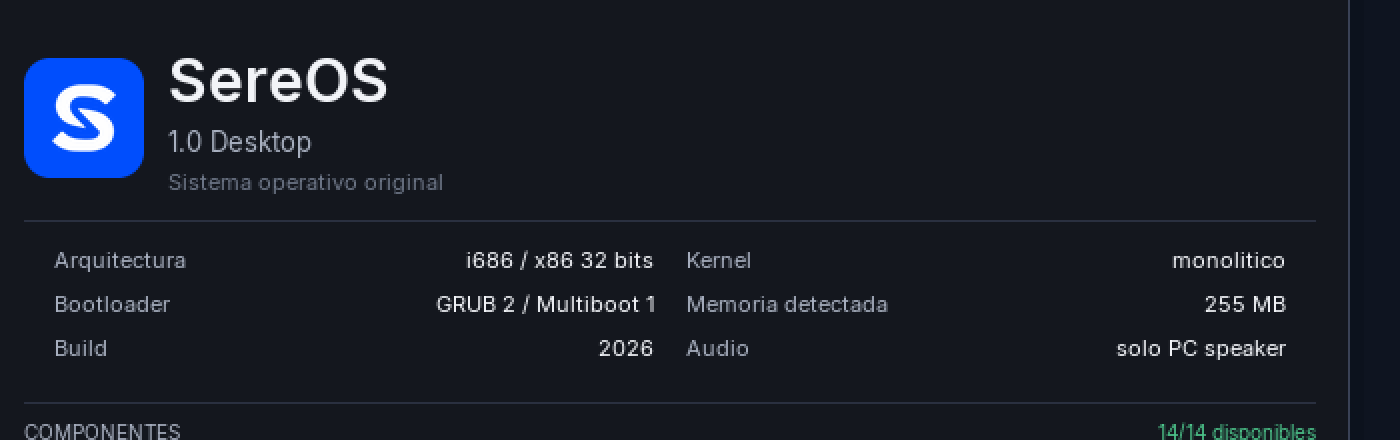 SereOS
1.0 Desktop
Sistema operativo original
Arquitectura i686 / x86 32 bits Kernel monolitico
Bootloader GRUB 2 / Multiboot 1 Memoria detectada 255 MB
Build 2026 Audio solo PC speaker
COMPONENTES 14/14 disponibles